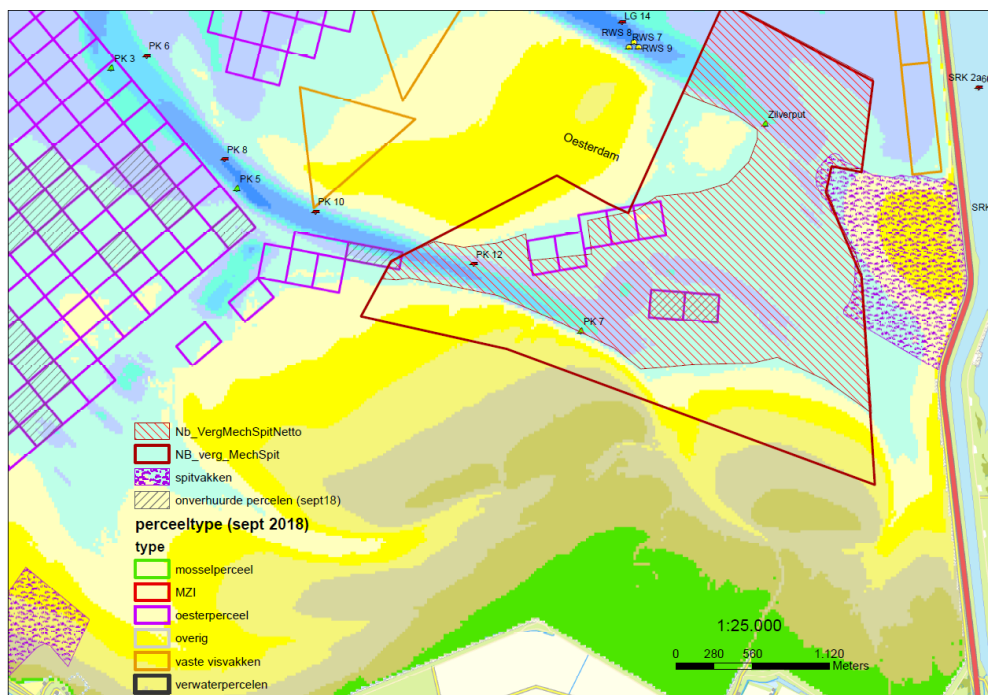 LG 14
RWS 8
RWS 7
RWS 9
PK 6
PK 3
SRK 2a
Zilverput
Oesterdam
PK 8
PK 5
PK 10
SRK
PK 12
PK 7
Nb_VergMechSpitNetto
NB_verg_MechSpit
spitvakken
onverhuurde percelen (sept18)
perceeltype (sept 2018)
type
mosselperceel
MZI
oesterperceel
overig
vaste visvakken
verwaterpercelen
1:25.000
0 280 560 1.120
Meters